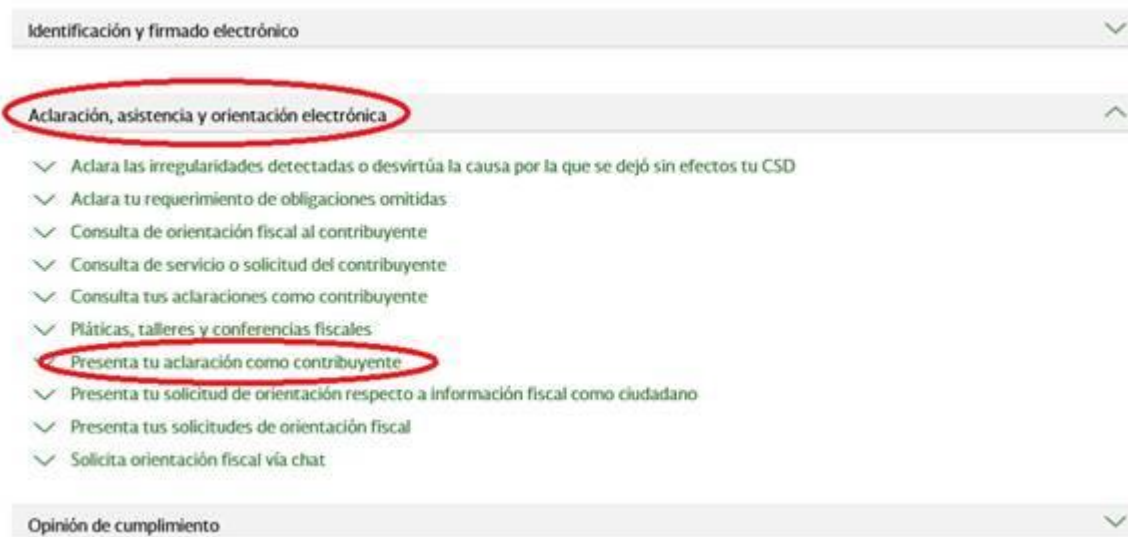 Identificación y firmado electrónico
Aclaración, asistencia y orientación electrónica
Aclara las irregularidades detectadas o desvirtúa la causa por la que se dejó sin efectos tu CSD
Aclara tu requerimiento de obligaciones omitidas
Consulta de orientación fiscal al contribuyente
Consulta de servicio o solicitud del contribuyente
Consulta tus aclaraciones como contribuyente
Pláticas, talleres y conferencias fiscales
Presenta tu aclaración como contribuyente
Presenta tu solicitud de orientación respecto a información fiscal como ciudadano
Presenta tus solicitudes de orientación fiscal
Solicita orientación fiscal vía chat
Opinión de cumplimiento